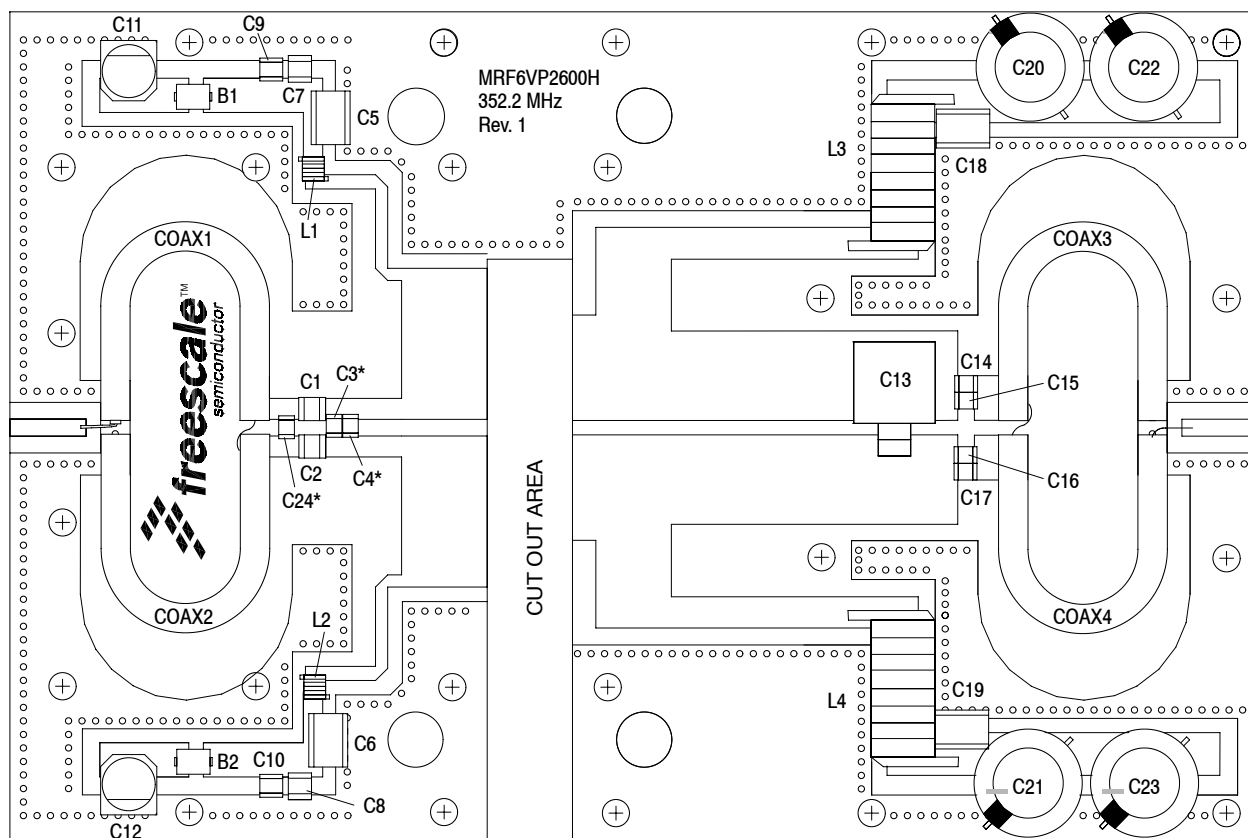 C11
C9
B1
C7
C5
L1
COAX1
MRF6VP2600H
352.2 MHz
Rev. 1
C20
C22
L3
C18
COAX3
freescale™
semiconductor
C1
C3*
C2
C4*
C24*
C13
C14
C15
C17
C16
CUT OUT AREA
COAX2
L2
COAX4
L4
C19
B2
C10
C6
C8
C12
C21
C23